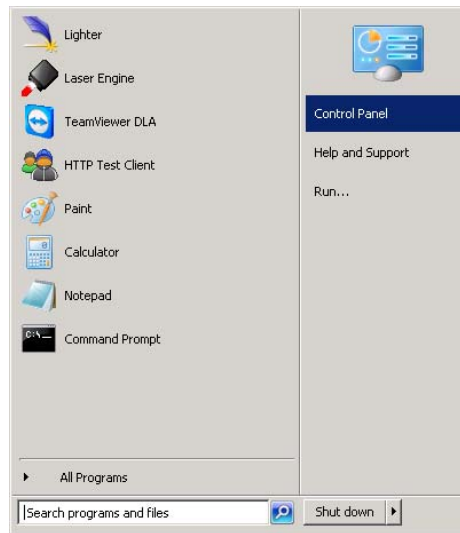 Lighter
Laser Engine
TeamViewer DLA
HTTP Test Client
Paint
Calculator
Notepad
Command Prompt
All Programs
Search programs and files
Control Panel
Help and Support
Run...
Shut down